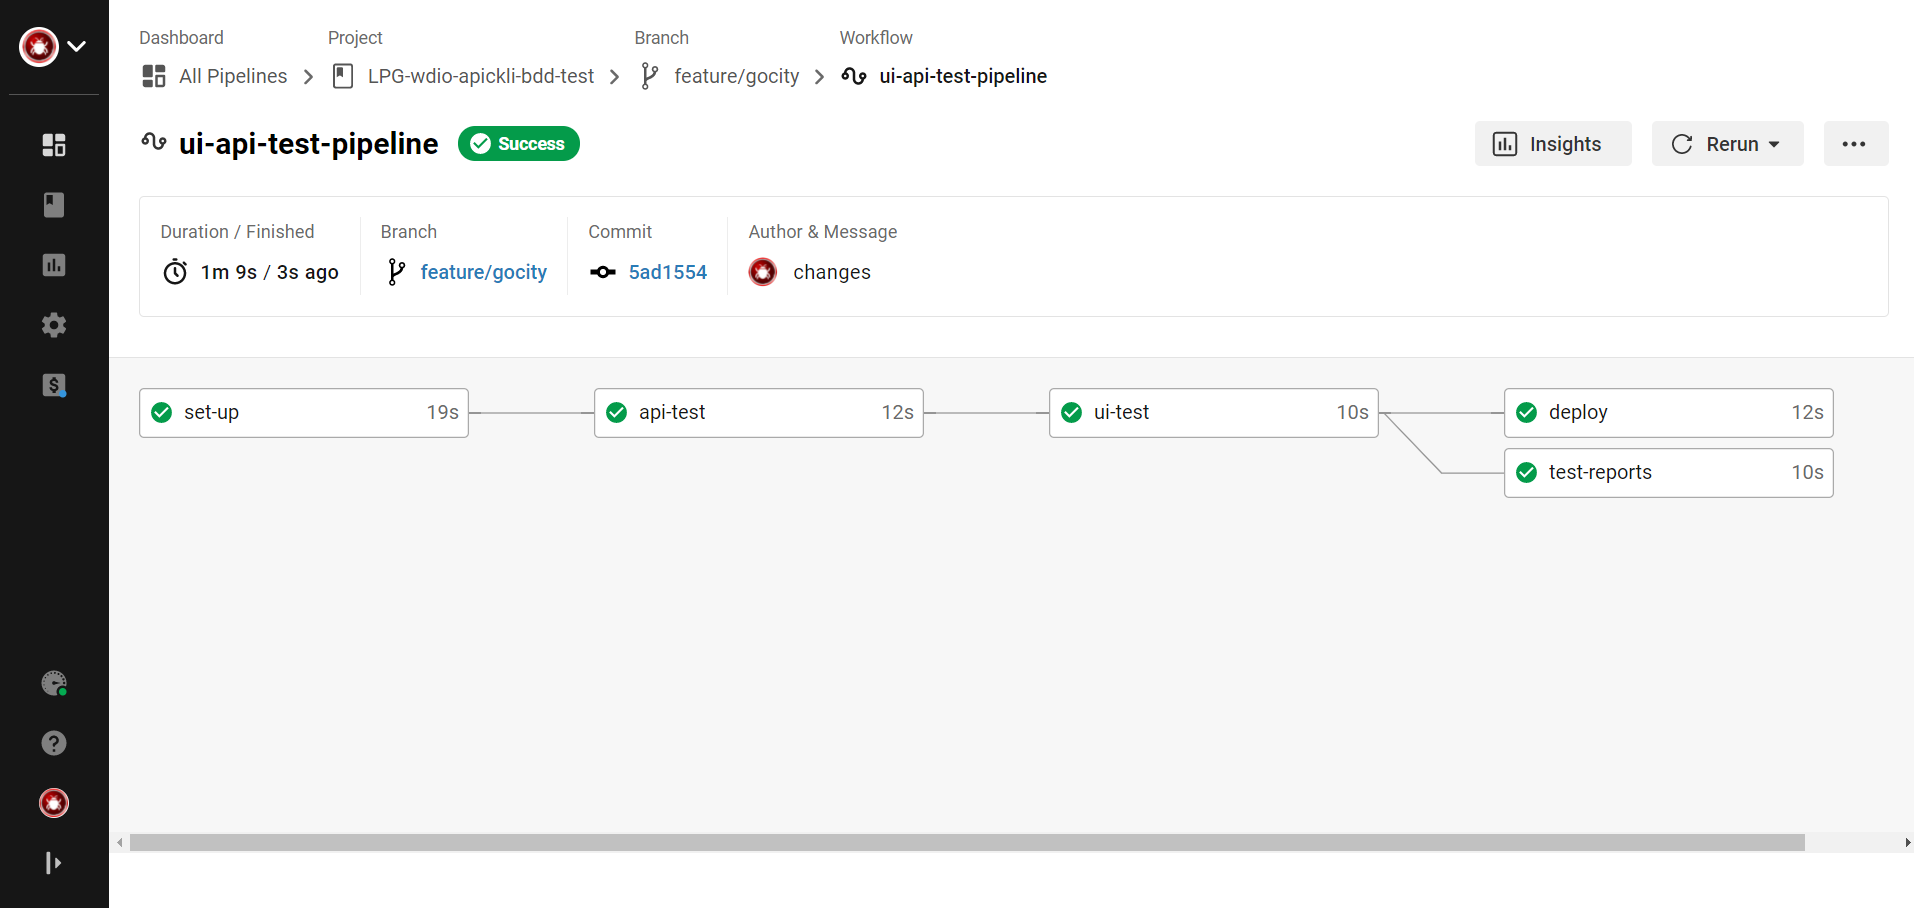 Dashboard Project Branch Workflow
All Pipelines LPG-wdio-apickli-bdd-test feature/gocity ui-api-test-pipeline
ui-api-test-pipeline Success Insights Rerun
Duration / Finished Branch Commit Author & Message
1m 9s / 3s ago feature/gocity 5ad1554 changes
set-up 19s api-test 12s ui-test 10s deploy 12s
test-reports 10s